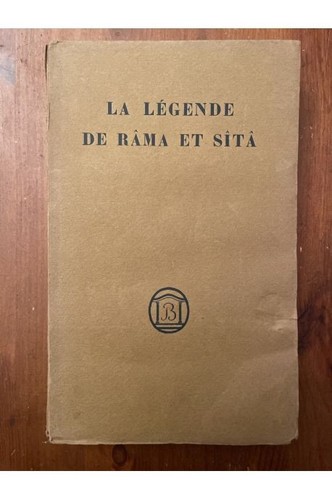 LA LÉGENDE
DE RÂMA ET SÎTÂ
B